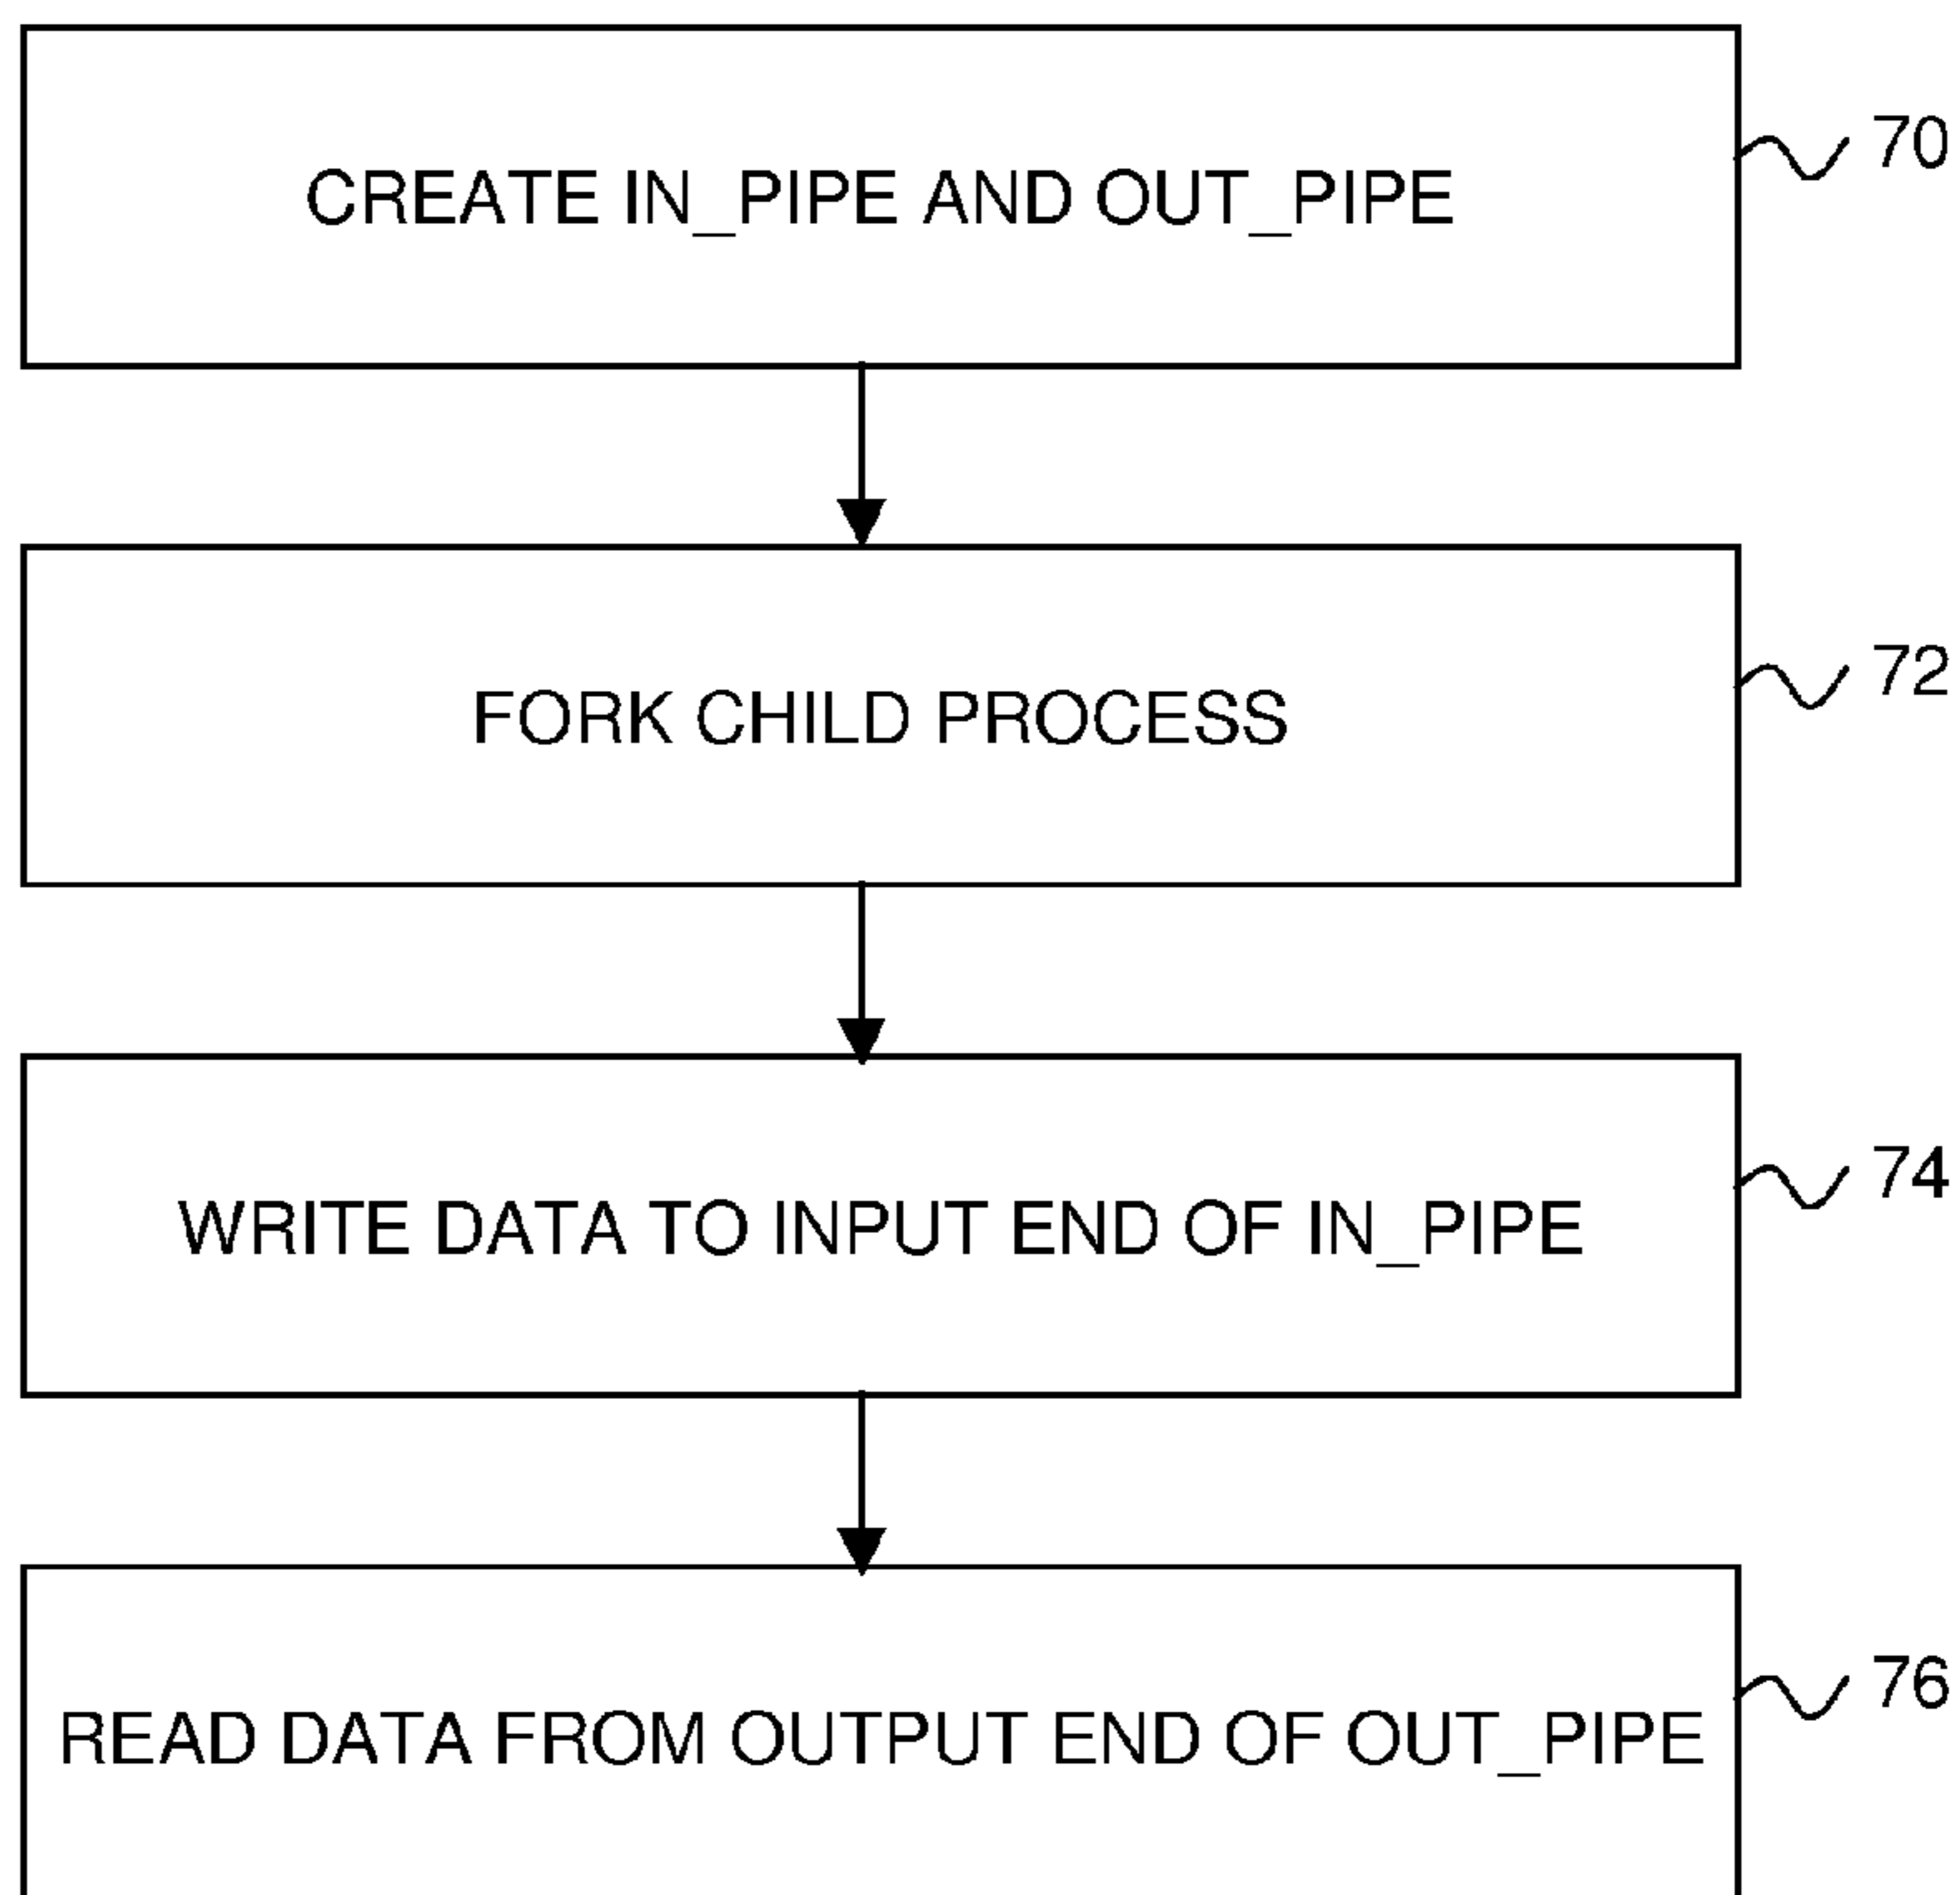 CREATE IN_PIPE AND OUT_PIPE
70
FORK CHILD PROCESS
72
WRITE DATA TO INPUT END OF IN_PIPE
74
READ DATA FROM OUTPUT END OF OUT_PIPE
76